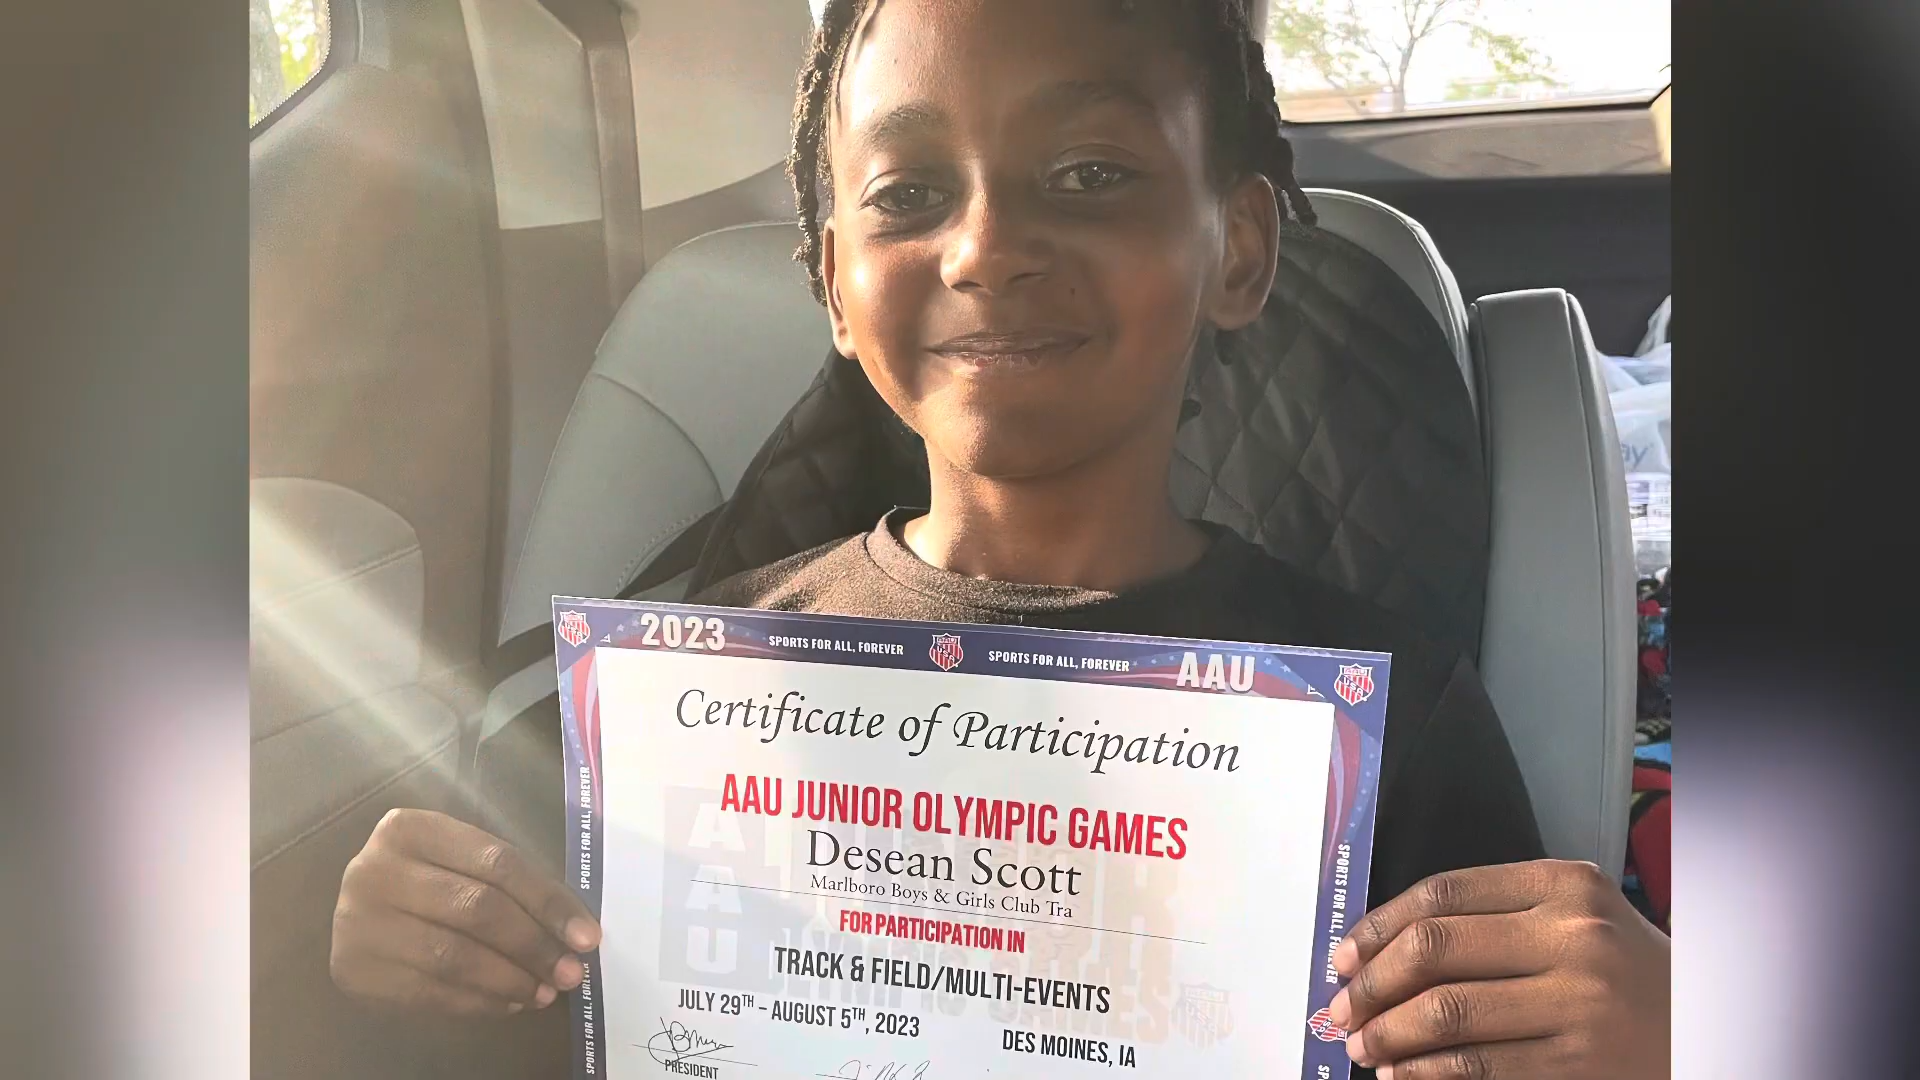 2023 SPORTS FOR ALL, FOREVER SPORTS FOR ALL, FOREVER AAU
Certificate of Participation
AAU JUNIOR OLYMPIC GAMES
Desean Scott
Marlboro Boys & Girls Club Tra
FOR PARTICIPATION IN
TRACK & FIELD/MULTI-EVENTS
JULY 29TH – AUGUST 5TH, 2023
DES MOINES, IA
PRESIDENT
SPORTS FOR ALL, FOREVER
SPORTS FOR ALL, FOREVER
AAU